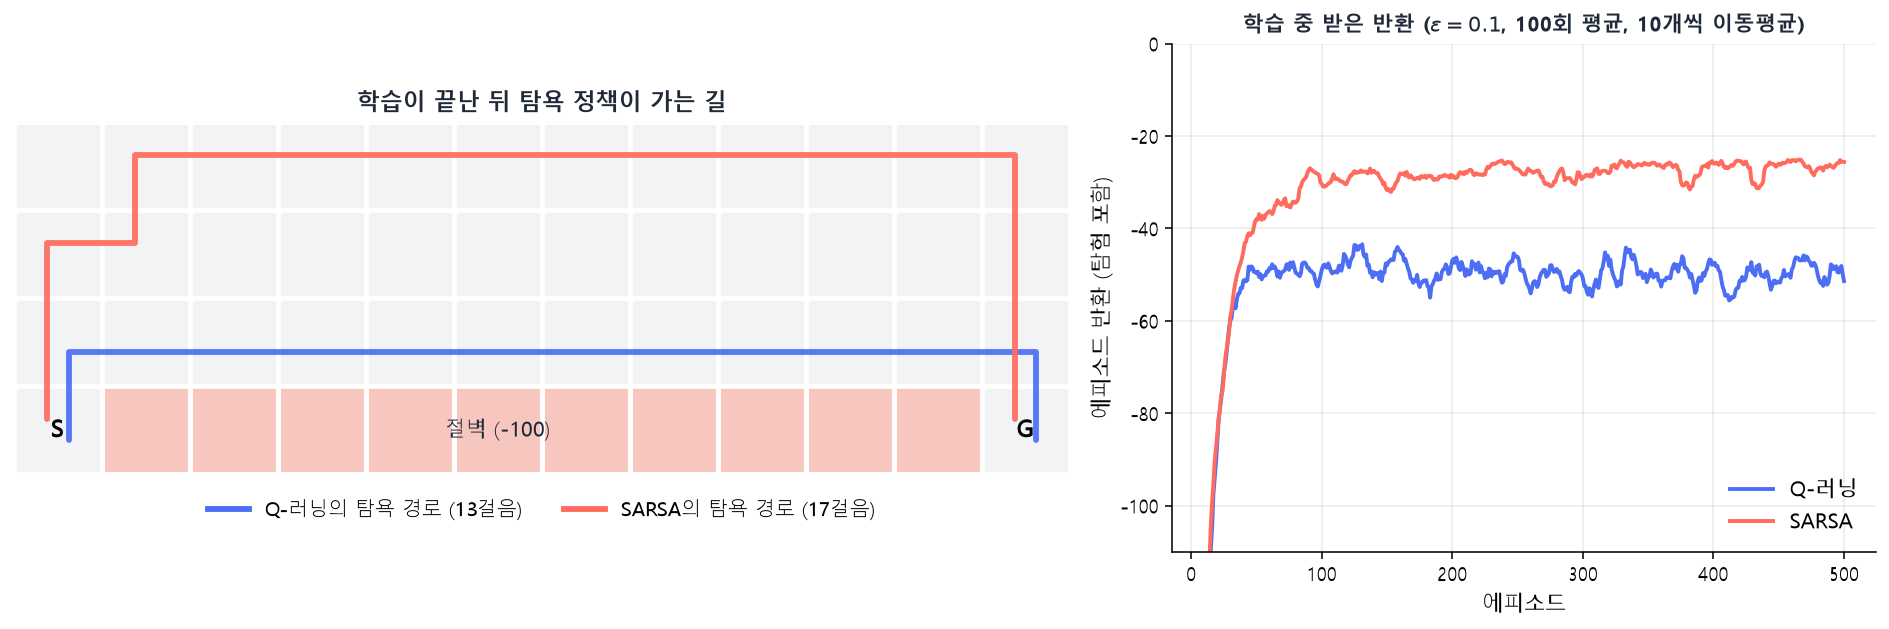 학습이 끝난 뒤 탐욕 정책이 가는 길
S
절벽 (-100)
G
Q-러닝의 탐욕 경로 (13걸음)
SARSA의 탐욕 경로 (17걸음)
학습 중 받은 반환 (ε = 0.1, 100회 평균, 10개씩 이동평균)
에피소드 반환 (탐험 포함)
0
-20
-40
-60
-80
-100
Q-러닝
SARSA
0 100 200 300 400 500
에피소드